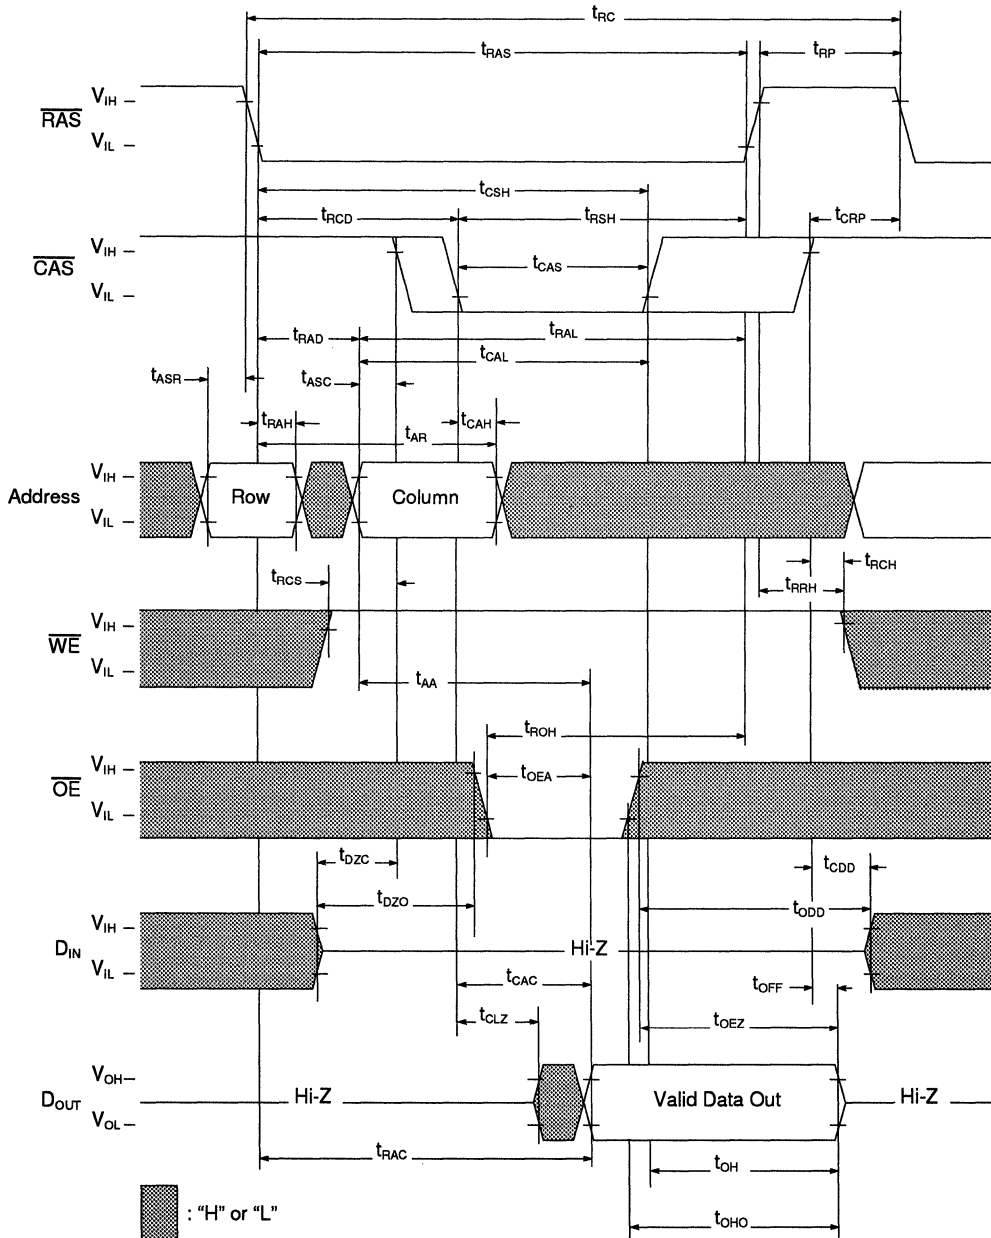 tRC
tRAS
tRP
RAS
VIH
VIL
tCSH
tRCD
tRSH
tCRP
CAS
VIH
VIL
tCAS
tRAD
tRAL
tCAL
tASR
tASC
tRAH
tCAH
tAR
Address
VIH
VIL
Row
Column
tRCS
tRCH
tRRH
WE
VIH
VIL
tAA
tROH
OE
VIH
VIL
tOEA
tDZC
tCDD
tDZO
tODD
DIN
VIH
VIL
Hi-Z
tCAC
tOFF
tCLZ
tOEZ
DOUT
VOH
VOL
Hi-Z
Valid Data Out
Hi-Z
tRAC
tOH
tOHO
: “H” or “L”